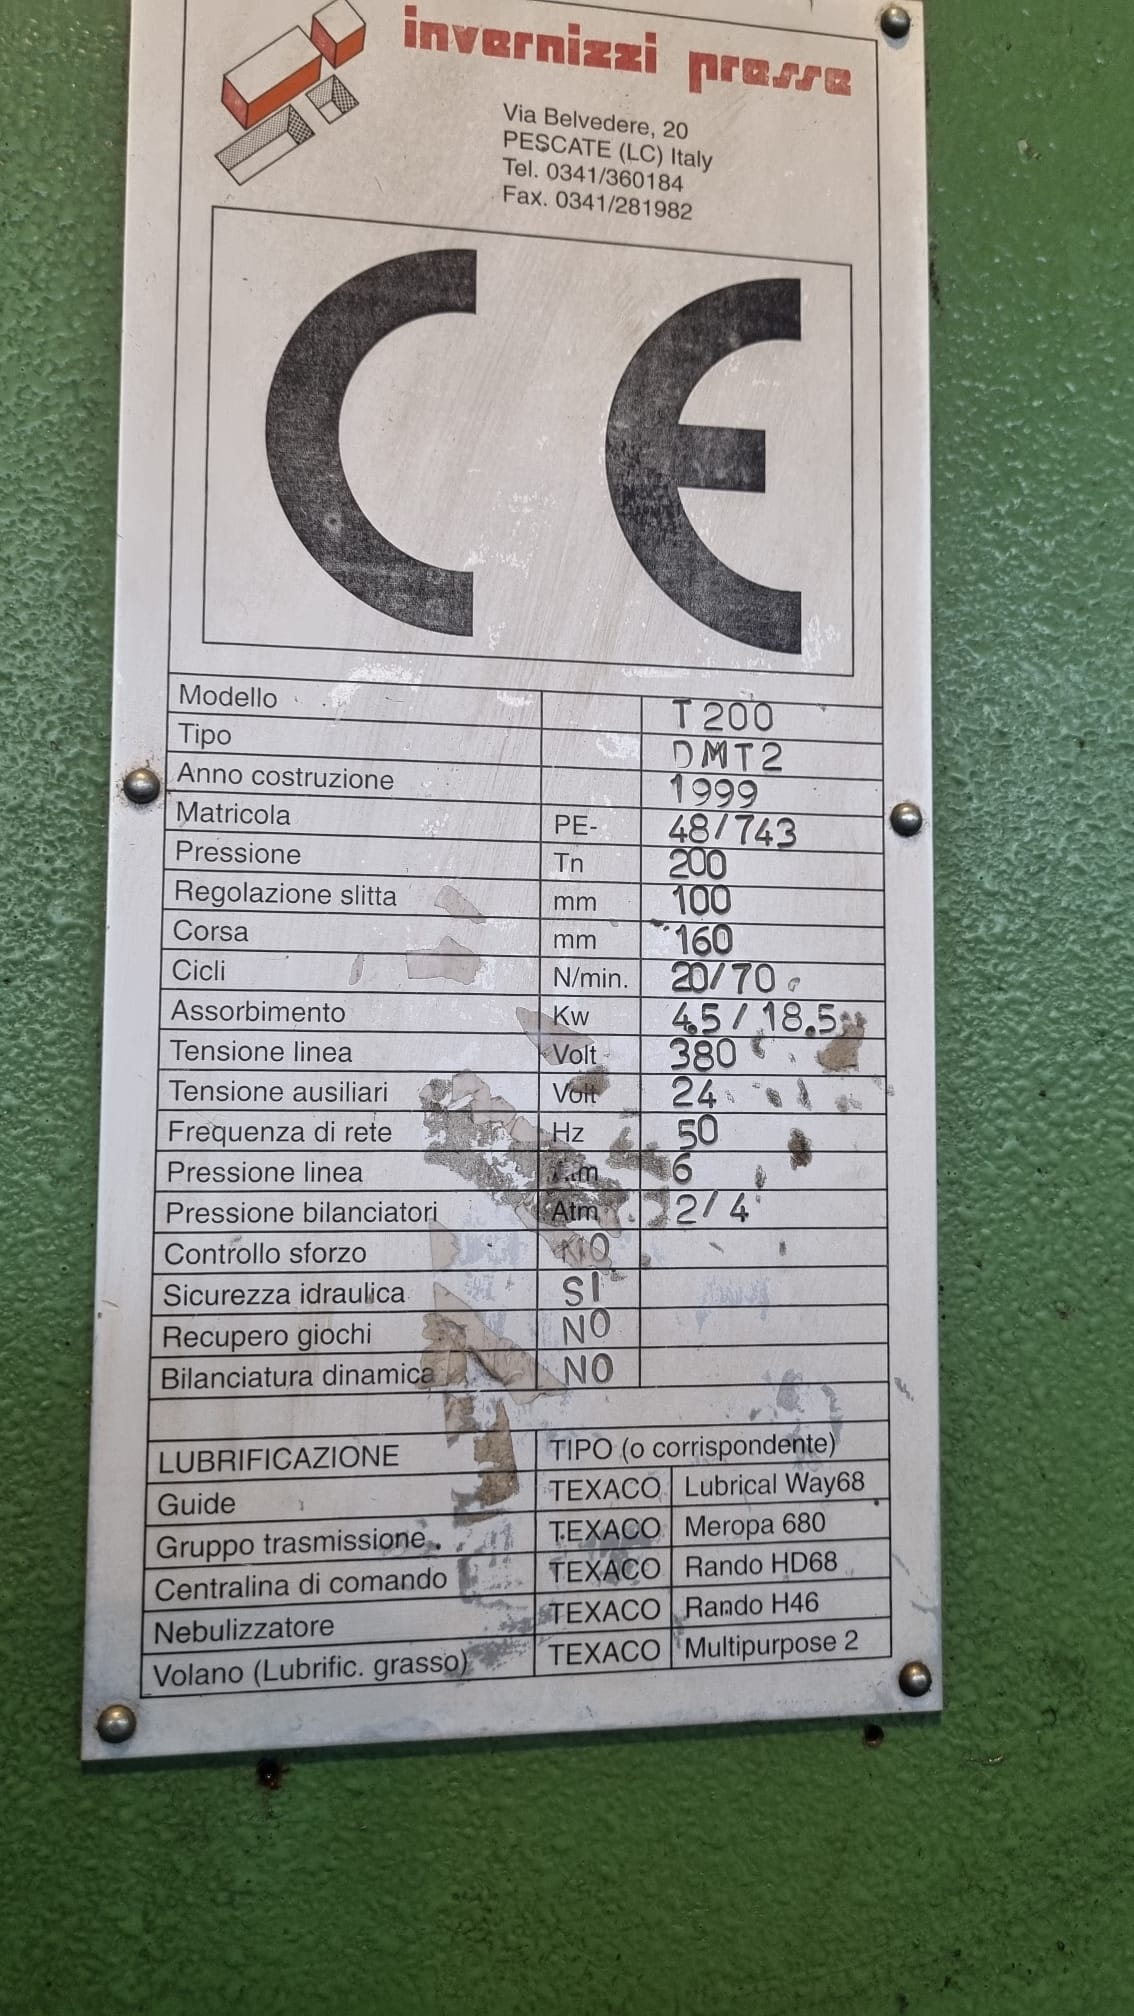 invernizzi presse
Via Belvedere, 20
PESCATE (LC) Italy
Tel. 0341/360184
Fax. 0341/281982
CE
Modello T200
Tipo DMT2
Anno costruzione 1999
Matricola PE- 48/743
Pressione Tn 200
Regolazione slitta mm 100
Corsa mm 160
Cicli N/min. 20/70
Assorbimento Kw 4.5/18.5
Tensione linea Volt 380
Tensione ausiliari Volt 24
Frequenza di rete Hz 50
Pressione linea 6
Pressione bilanciatori Atm 2/4
Controllo sforzo NO
Sicurezza idraulica SI
Recupero giochi NO
Bilanciatura dinamica NO
LUBRIFICAZIONE TIPO (o corrispondente)
Guide TEXACO Lubrical Way68
Gruppo trasmissione TEXACO Meropa 680
Centralina di comando TEXACO Rando HD68
Nebulizzatore TEXACO Rando H46
Volano (Lubrific. grasso) TEXACO Multipurpose 2